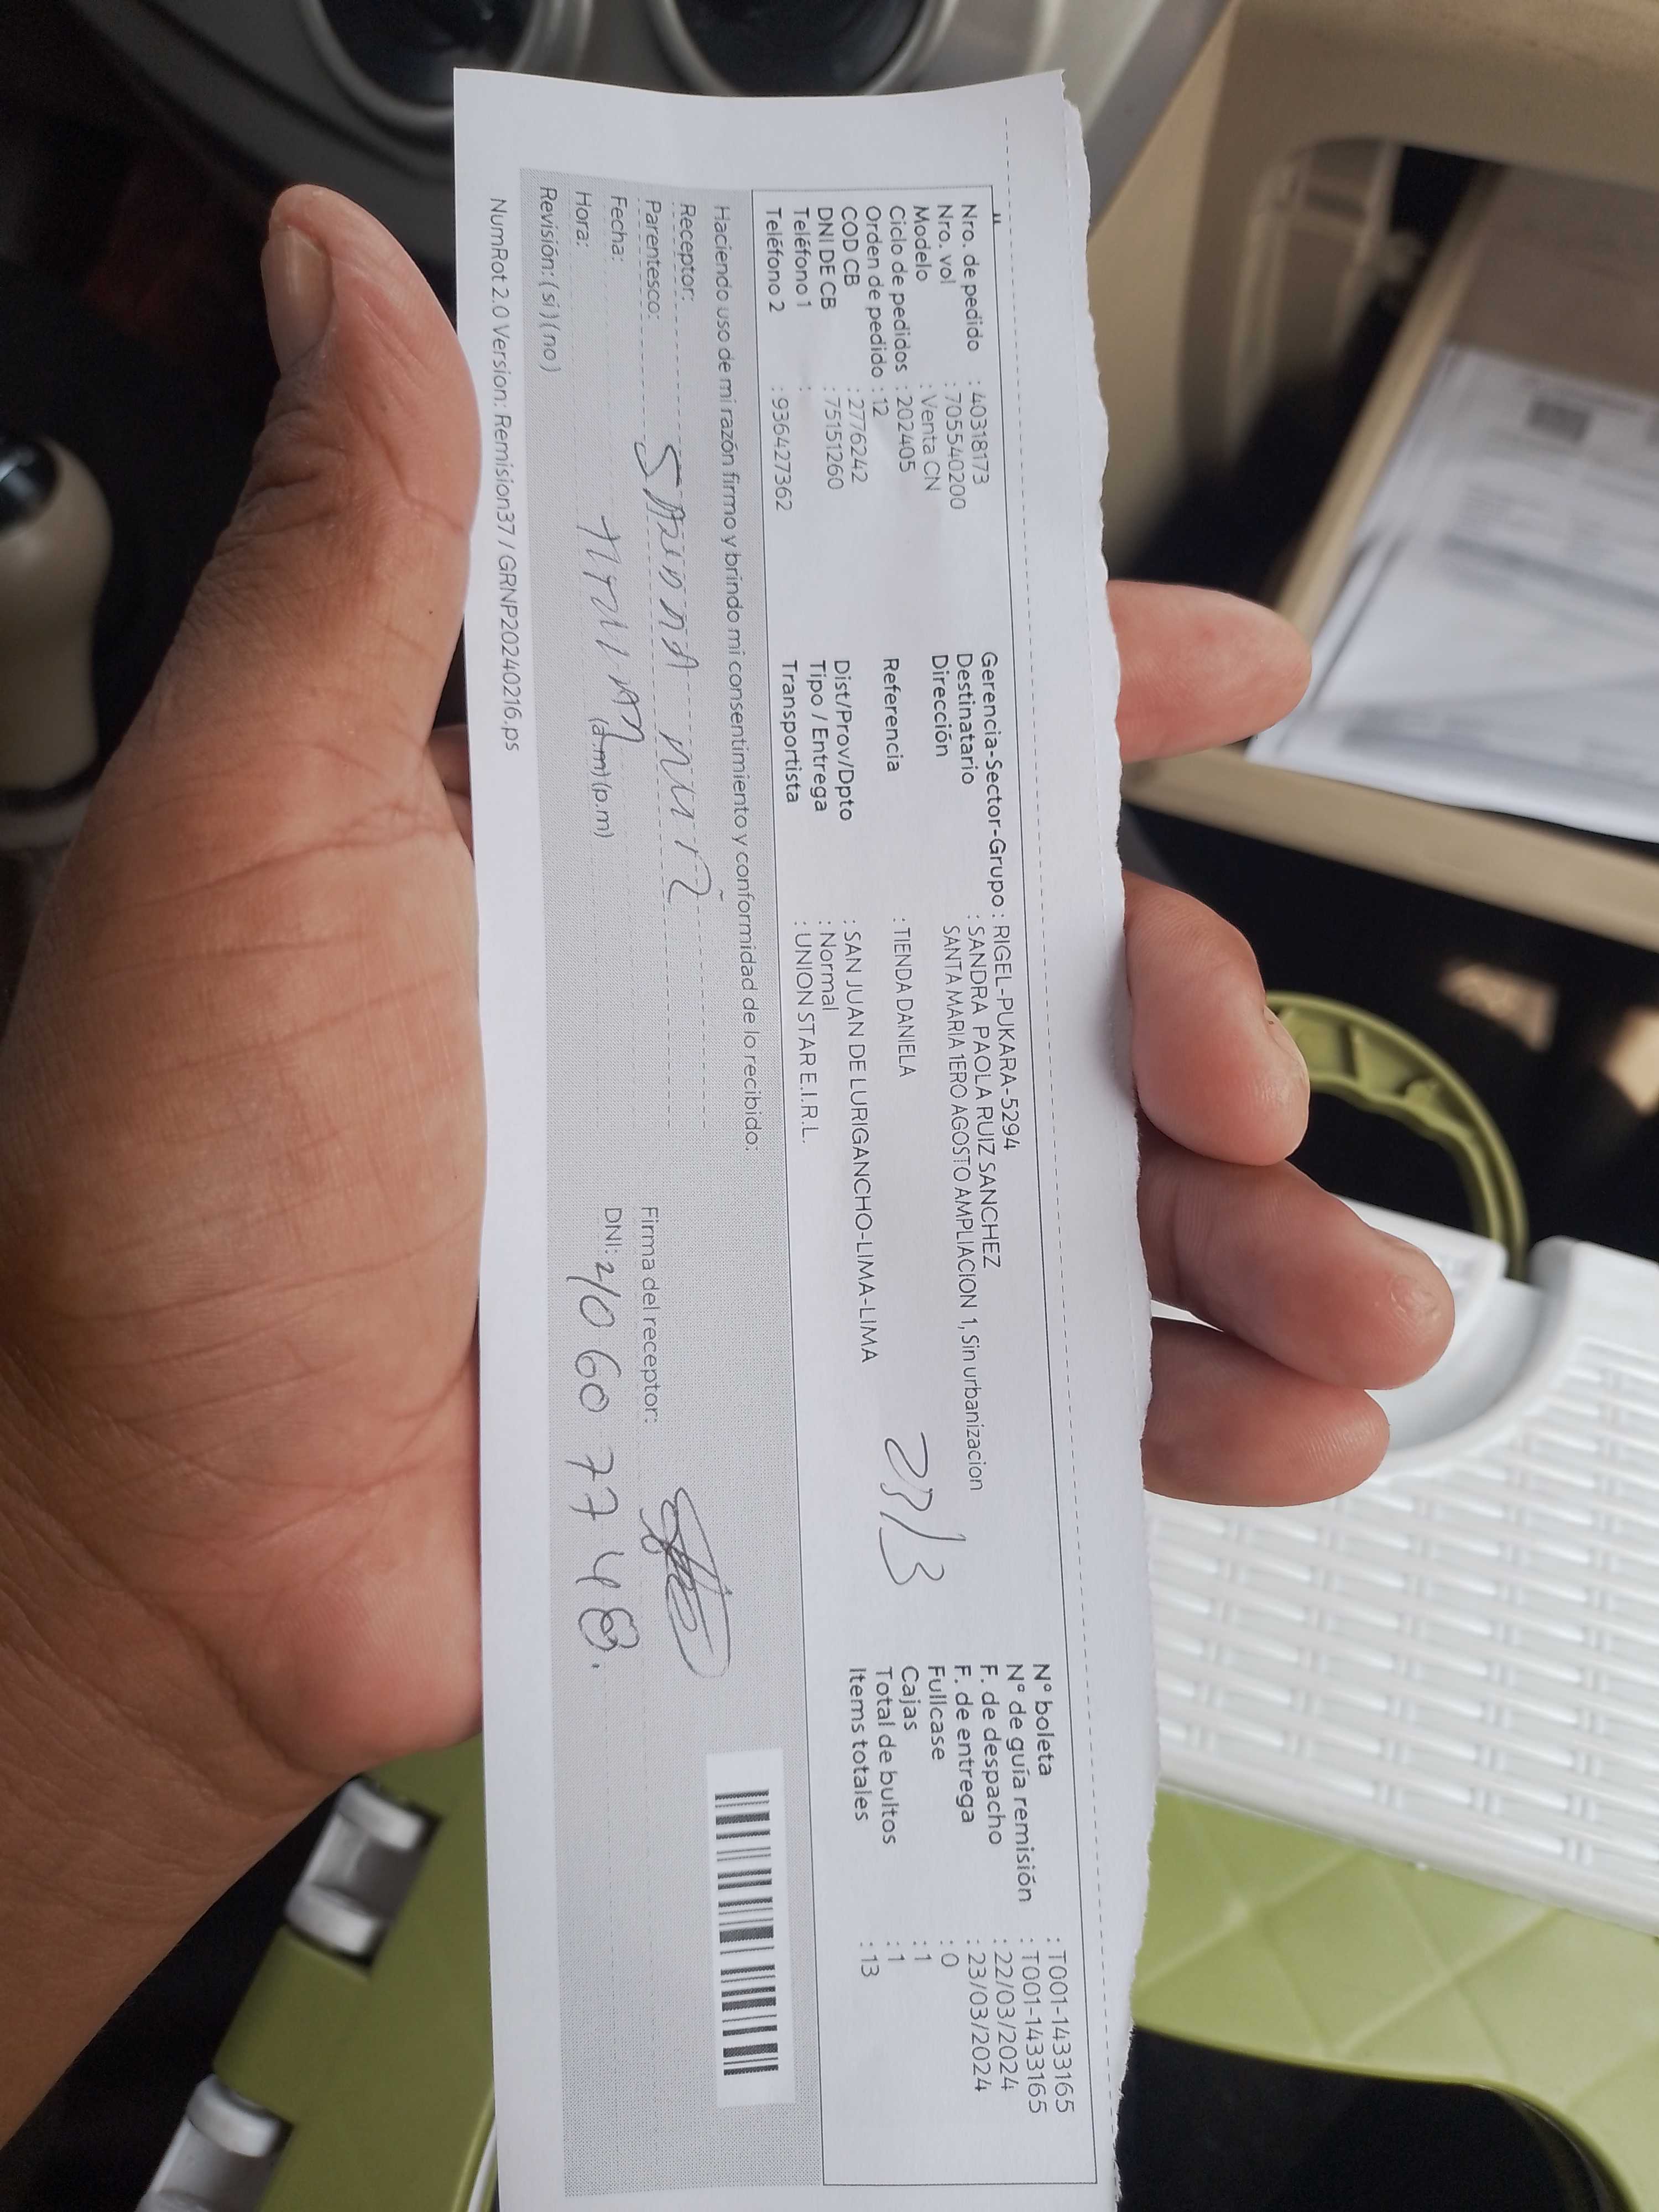 Nro. de pedido : 40318173
Nro. vol : 705540200
Modelo : Venta CN
Ciclo de pedidos : 202405
Orden de pedido : 12
COD CB : 2776242
DNI DE CB : 75151260
Teléfono 1 :
Teléfono 2 : 936427362
Gerencia-Sector-Grupo : RIGEL-PUKARA-5294
Destinatario : SANDRA PAOLA RUIZ SANCHEZ
Dirección SANTA MARIA 1ERO AGOSTO AMPLIACION 1, Sin urbanizacion
Referencia : TIENDA DANIELA
Dist/Prov/Dpto : SAN JUAN DE LURIGANCHO-LIMA-LIMA
Tipo / Entrega : Normal
Transportista : UNION STAR E.I.R.L.
N° boleta : T001-1433165
N° de guía remisión : T001-1433165
F. de despacho : 22/03/2024
F. de entrega : 23/03/2024
Fullcase : 0
Cajas : 1
Total de bultos : 1
Items totales : 13
Haciendo uso de mi razón firmo y brindo mi consentimiento y conformidad de lo recibido:
Receptor:
Parentesco:
Fecha:
Hora: (a.m) (p.m)
Revisión: ( si ) ( no )
Firma del receptor:
DNI: 40607748
NumRot 2.0 Version: Remision37 / GRNP20240216.ps